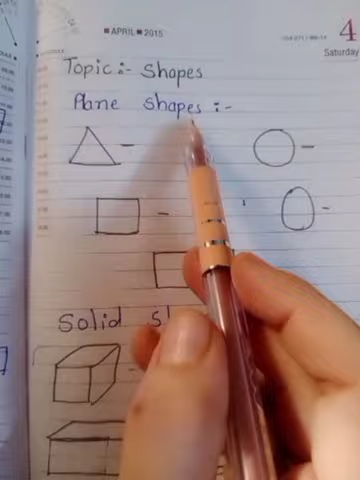 APRIL 2015
4
Saturday
Topic :- Shapes
Plane shapes :-
Solid